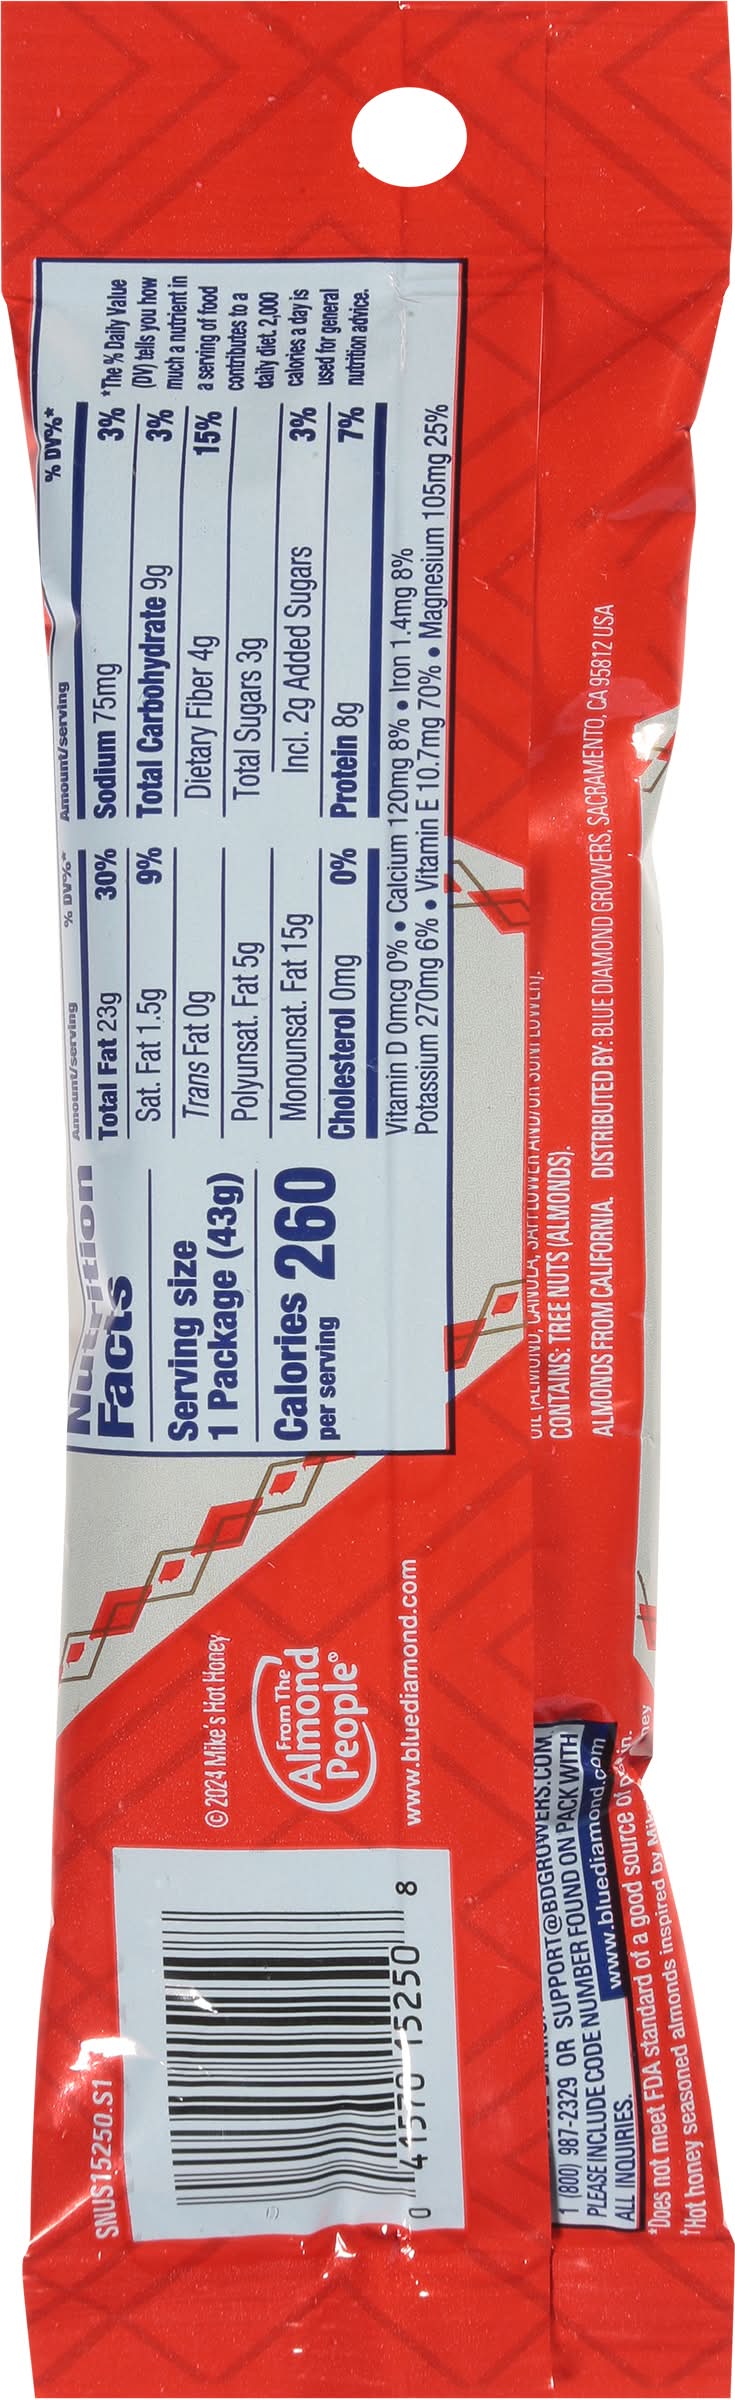 Nutrition
Facts
Serving size
1 Package (43g)
Calories 260
per serving
Amount/serving % DV%*
Total Fat 23g 30%
Sat. Fat 1.5g 9%
Trans Fat 0g
Polyunsat. Fat 5g
Monounsat. Fat 15g
Cholesterol 0mg 0%
Amount/serving % DV%*
Sodium 75mg 3%
Total Carbohydrate 9g 3%
Dietary Fiber 4g 15%
Total Sugars 3g
Incl. 2g Added Sugars 3%
Protein 8g 7%
*The % Daily Value
(DV) tells you how
much a nutrient in
a serving of food
contributes to a
daily diet. 2,000
calories a day is
used for general
nutrition advice.
Vitamin D 0mcg 0% • Calcium 120mg 8% • Iron 1.4mg 8%
Potassium 270mg 6% • Vitamin E 10.7mg 70% • Magnesium 105mg 25%
OIL (ALMOND, CANOLA, SAFFLOWER AND/OR SUNFLOWER).
CONTAINS: TREE NUTS (ALMONDS).
ALMONDS FROM CALIFORNIA. DISTRIBUTED BY: BLUE DIAMOND GROWERS, SACRAMENTO, CA 95812 USA
© 2024 Mike's Hot Honey
From The
Almond
People®
www.bluediamond.com
SNUS15250.S1
0 41570 15250 8
1 (800) 987-2329 OR SUPPORT@BDGROWERS.COM
PLEASE INCLUDE CODE NUMBER FOUND ON PACK WITH
ALL INQUIRIES.
www.bluediamond.com
*Does not meet FDA standard of a good source of
†Hot honey seasoned almonds inspired by